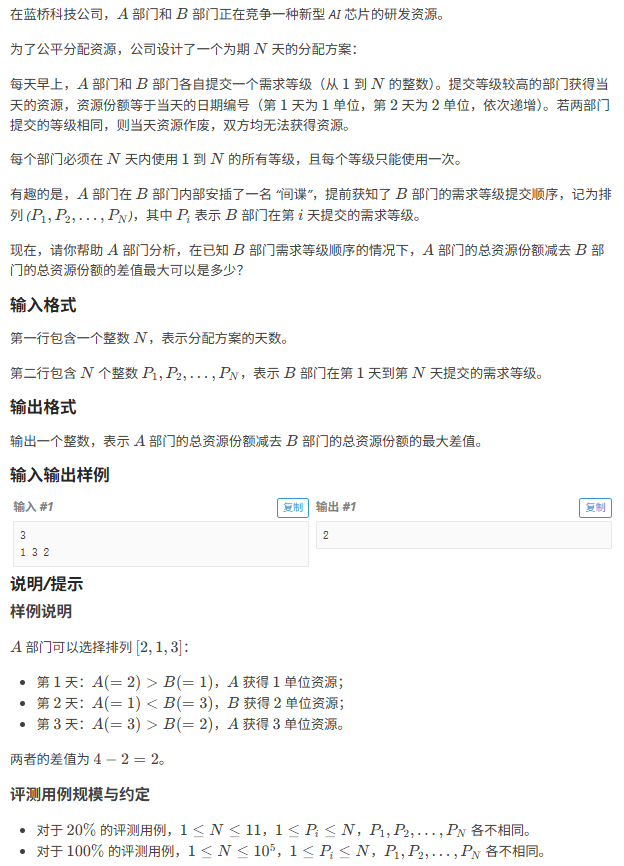 在蓝桥科技公司，A 部门和 B 部门正在竞争一种新型 AI 芯片的研发资源。
为了公平分配资源，公司设计了一个为期 N 天的分配方案：
每天早上，A 部门和 B 部门各自提交一个需求等级（从 1 到 N 的整数）。提交等级较高的部门获得当
天的资源，资源份额等于当天的日期编号（第 1 天为 1 单位，第 2 天为 2 单位，依次递增）。若两部门
提交的等级相同，则当天资源作废，双方均无法获得资源。
每个部门必须在 N 天内使用 1 到 N 的所有等级，且每个等级只能使用一次。
有趣的是，A 部门在 B 部门内部安插了一名 “间谍”，提前获知了 B 部门的需求等级提交顺序，记为排
列 (P₁, P₂, …, P_N)，其中 P_i 表示 B 部门在第 i 天提交的需求等级。
现在，请你帮助 A 部门分析，在已知 B 部门需求等级顺序的情况下，A 部门的总资源份额减去 B 部
门的总资源份额的差值最大可以是多少？
输入格式
第一行包含一个整数 N，表示分配方案的天数。
第二行包含 N 个整数 P₁, P₂, …, P_N，表示 B 部门在第 1 天到第 N 天提交的需求等级。
输出格式
输出一个整数，表示 A 部门的总资源份额减去 B 部门的总资源份额的最大差值。
输入输出样例
输入 #1 复制 输出 #1 复制
3 2
1 3 2
说明/提示
样例说明
A 部门可以选择排列 [2, 1, 3]：
• 第 1 天：A(= 2) > B(= 1)，A 获得 1 单位资源；
• 第 2 天：A(= 1) < B(= 3)，B 获得 2 单位资源；
• 第 3 天：A(= 3) > B(= 2)，A 获得 3 单位资源。
两者的差值为 4 − 2 = 2。
评测用例规模与约定
• 对于 20% 的评测用例，1 ≤ N ≤ 11，1 ≤ P_i ≤ N，P₁, P₂, …, P_N 各不相同。
• 对于 100% 的评测用例，1 ≤ N ≤ 10⁵，1 ≤ P_i ≤ N，P₁, P₂, …, P_N 各不相同。